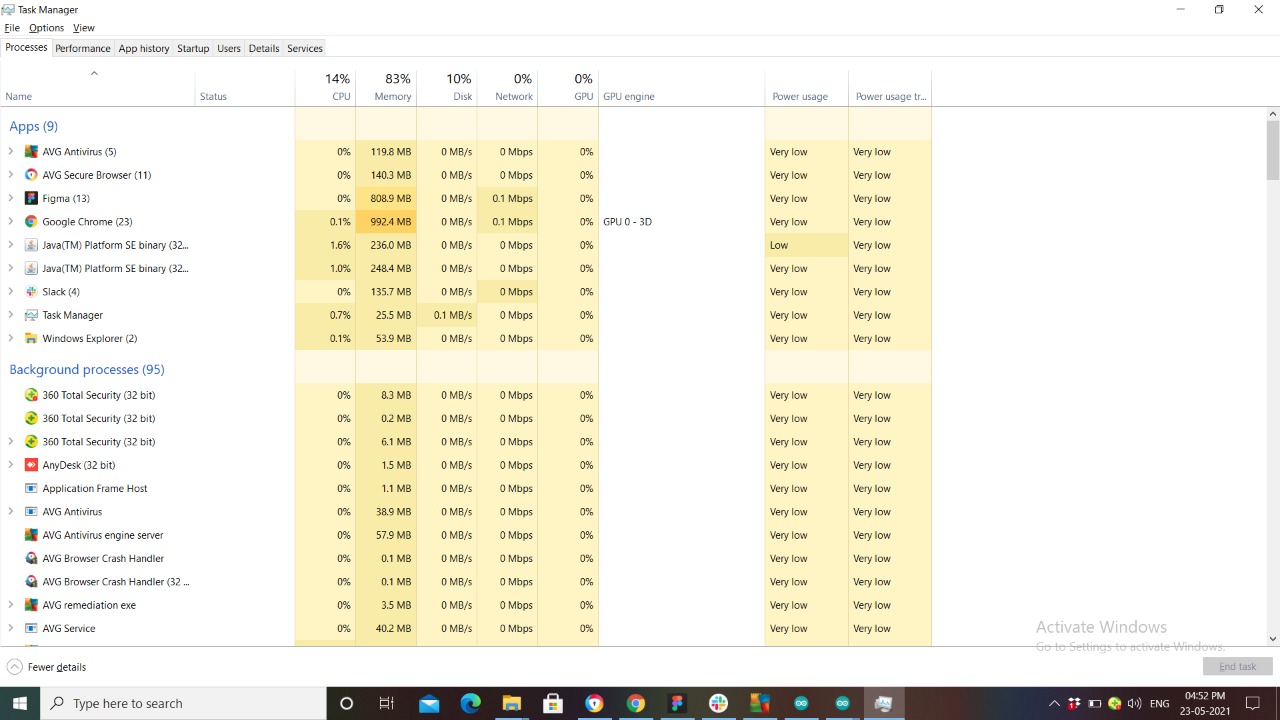 Task Manager
File Options View
Processes Performance App history Startup Users Details Services
14% 83% 10% 0% 0%
Name Status CPU Memory Disk Network GPU GPU engine Power usage Power usage tr...
Apps (9)
AVG Antivirus (5) 0% 119.8 MB 0 MB/s 0 Mbps 0% Very low Very low
AVG Secure Browser (11) 0% 140.3 MB 0 MB/s 0 Mbps 0% Very low Very low
Figma (13) 0% 808.9 MB 0 MB/s 0.1 Mbps 0% Very low Very low
Google Chrome (23) 0.1% 992.4 MB 0 MB/s 0.1 Mbps 0% GPU 0 - 3D Very low Very low
Java(TM) Platform SE binary (32... 1.6% 236.0 MB 0 MB/s 0 Mbps 0% Low Very low
Java(TM) Platform SE binary (32... 1.0% 248.4 MB 0 MB/s 0 Mbps 0% Very low Very low
Slack (4) 0% 135.7 MB 0 MB/s 0 Mbps 0% Very low Very low
Task Manager 0.7% 25.5 MB 0.1 MB/s 0 Mbps 0% Very low Very low
Windows Explorer (2) 0.1% 53.9 MB 0 MB/s 0 Mbps 0% Very low Very low
Background processes (95)
360 Total Security (32 bit) 0% 8.3 MB 0 MB/s 0 Mbps 0% Very low Very low
360 Total Security (32 bit) 0% 0.2 MB 0 MB/s 0 Mbps 0% Very low Very low
360 Total Security (32 bit) 0% 6.1 MB 0 MB/s 0 Mbps 0% Very low Very low
AnyDesk (32 bit) 0% 1.5 MB 0 MB/s 0 Mbps 0% Very low Very low
Application Frame Host 0% 1.1 MB 0 MB/s 0 Mbps 0% Very low Very low
AVG Antivirus 0% 38.9 MB 0 MB/s 0 Mbps 0% Very low Very low
AVG Antivirus engine server 0% 57.9 MB 0 MB/s 0 Mbps 0% Very low Very low
AVG Browser Crash Handler 0% 0.1 MB 0 MB/s 0 Mbps 0% Very low Very low
AVG Browser Crash Handler (32 ... 0% 0.1 MB 0 MB/s 0 Mbps 0% Very low Very low
AVG remediation exe 0% 3.5 MB 0 MB/s 0 Mbps 0% Very low Very low
AVG Service 0% 40.2 MB 0 MB/s 0 Mbps 0% Very low Very low
Activate Windows
Go to Settings to activate Windows.
Fewer details End task
Type here to search ENG 04:52 PM
23-05-2021